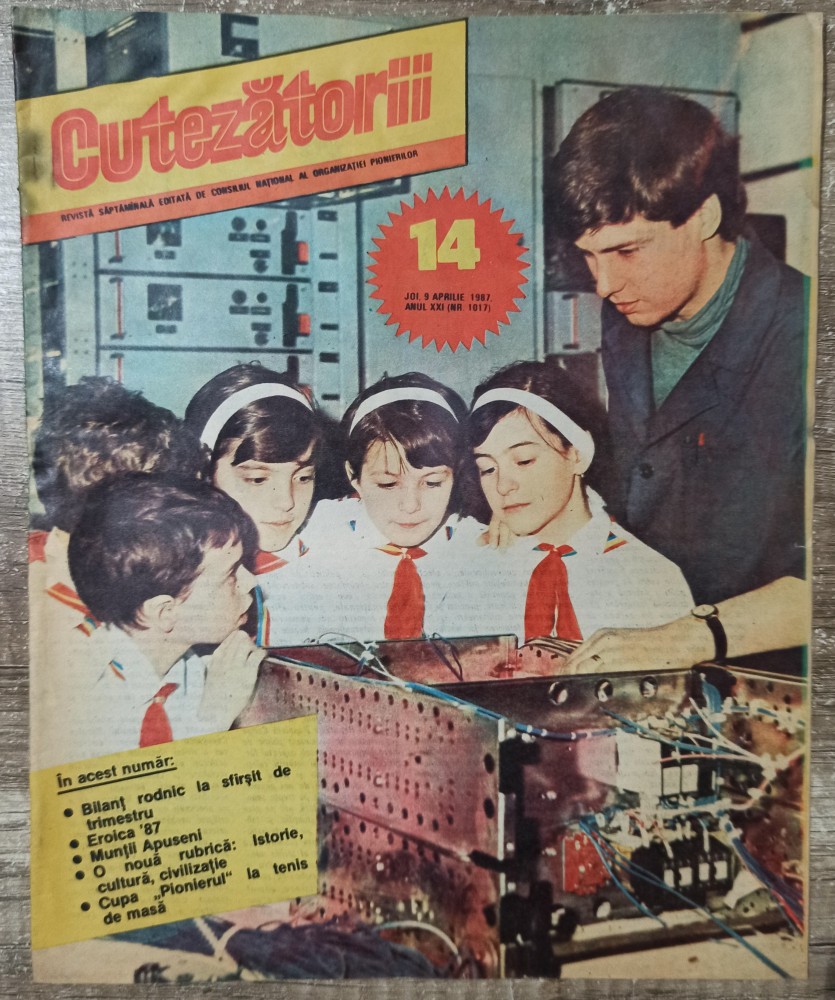 Cutezătorii
REVISTĂ SĂPTĂMÎNALĂ EDITATĂ DE CONSILIUL NAȚIONAL AL ORGANIZAȚIEI PIONIERILOR
14
JOI, 9 APRILIE 1987.
ANUL XXI (NR. 1017)
În acest număr:
● Bilanț rodnic la sfîrșit de
trimestru
● Eroica '87
● Munții Apuseni
● O nouă rubrică: Istorie,
cultură, civilizație
● Cupa „Pionierul" la tenis
de masă